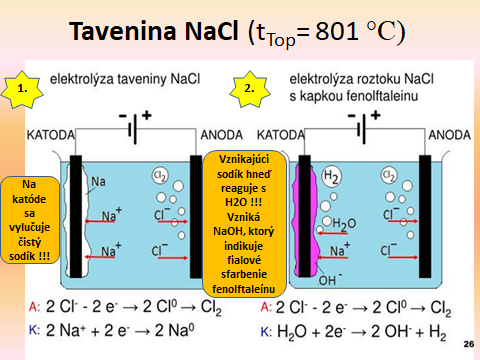 Tavenina NaCl (tTop= 801 °C)
1.
elektrolýza taveniny NaCl
2.
elektrolýza roztoku NaCl
s kapkou fenolftaleinu
- +
KATODA
ANODA
- +
KATODA
ANODA
Na
katóde
sa
vylučuje
čistý
sodík !!!
Na
Cl2
Na+
Cl−
Na+
Cl−
Vznikajúci
sodík hneď
reaguje s
H2O !!!
Vzniká
NaOH, ktorý
indikuje
fialové
sfarbenie
fenolftaleínu
H2
Cl2
H2O
Cl−
Na+
Cl−
OH−
A: 2 Cl- - 2 e- → 2 Cl0 → Cl2
K: 2 Na+ + 2 e- → 2 Na0
A: 2 Cl- - 2 e- → 2 Cl0 → Cl2
K: H2O + 2e- → 2 OH- + H2
26